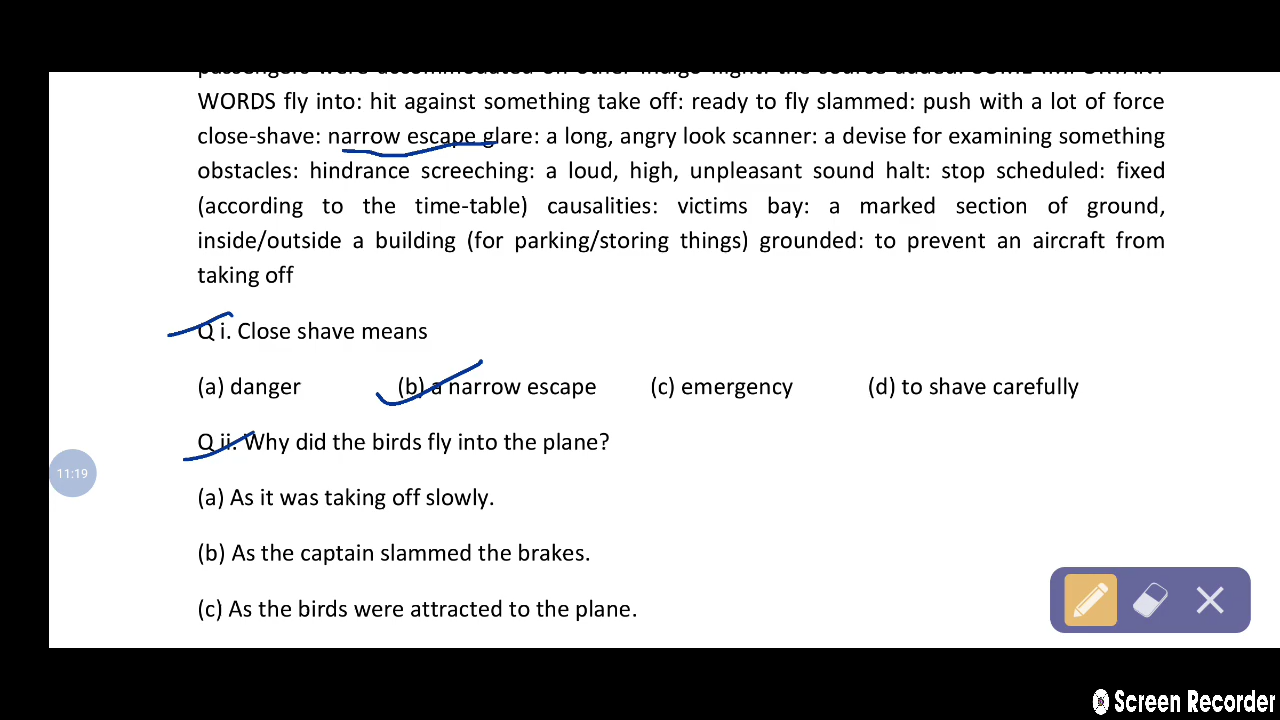 WORDS fly into: hit against something take off: ready to fly slammed: push with a lot of force
close-shave: narrow escape glare: a long, angry look scanner: a devise for examining something
obstacles: hindrance screeching: a loud, high, unpleasant sound halt: stop scheduled: fixed
(according to the time-table) causalities: victims bay: a marked section of ground,
inside/outside a building (for parking/storing things) grounded: to prevent an aircraft from
taking off
Q i. Close shave means
(a) danger (b) a narrow escape (c) emergency (d) to shave carefully
Q ii. Why did the birds fly into the plane?
11:19
(a) As it was taking off slowly.
(b) As the captain slammed the brakes.
(c) As the birds were attracted to the plane.
Screen Recorder